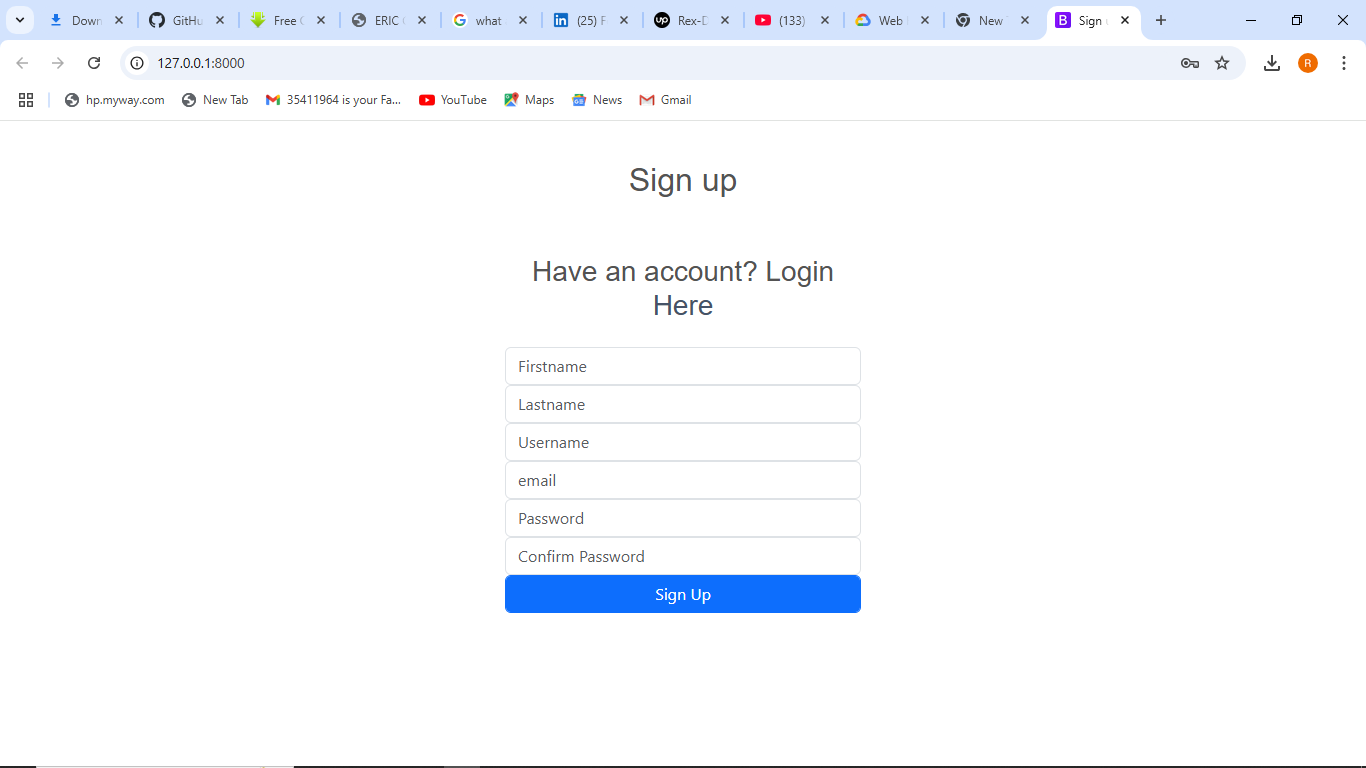 Down
GitHu
Free
ERIC
what
(25) F
Rex-D
(133)
Web
New
Sign u
127.0.0.1:8000
R
hp.myway.com
New Tab
35411964 is your Fa...
YouTube
Maps
News
Gmail
Sign up
Have an account? Login
Here
Firstname
Lastname
Username
email
Password
Confirm Password
Sign Up